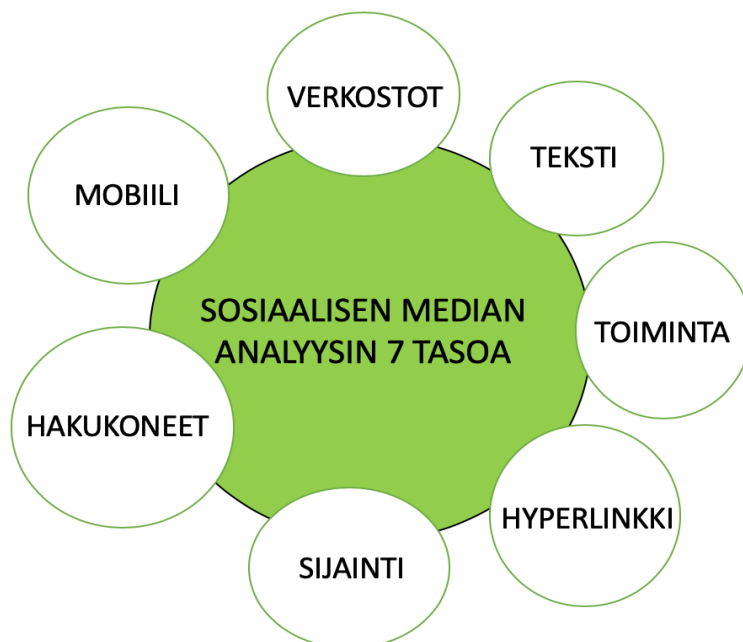 VERKOSTOT
TEKSTI
TOIMINTA
HYPERLINKKI
SIJAINTI
HAKUKONEET
MOBIILI
SOSIAALISEN MEDIAN
ANALYYSIN 7 TASOA